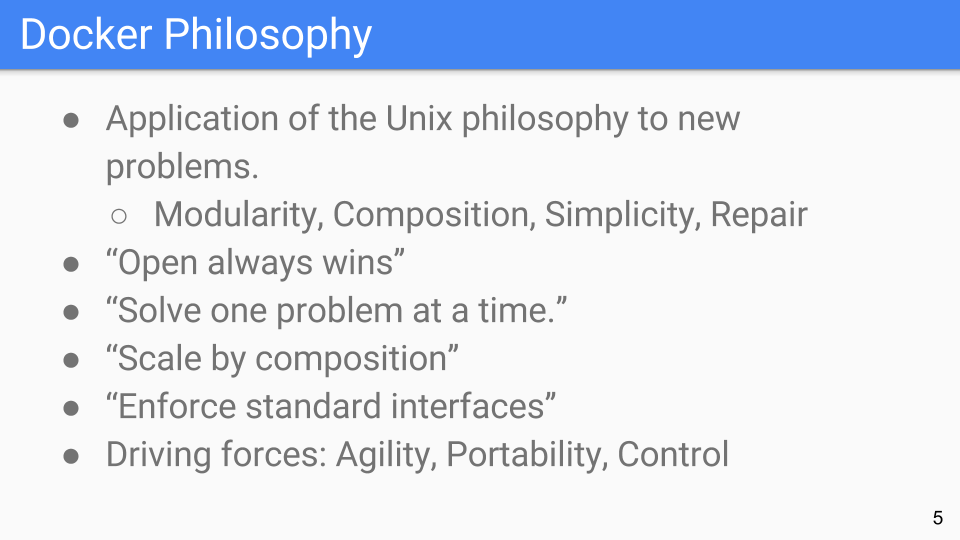 Docker Philosophy
● Application of the Unix philosophy to new
problems.
○ Modularity, Composition, Simplicity, Repair
● “Open always wins”
● “Solve one problem at a time.”
● “Scale by composition”
● “Enforce standard interfaces”
● Driving forces: Agility, Portability, Control
5